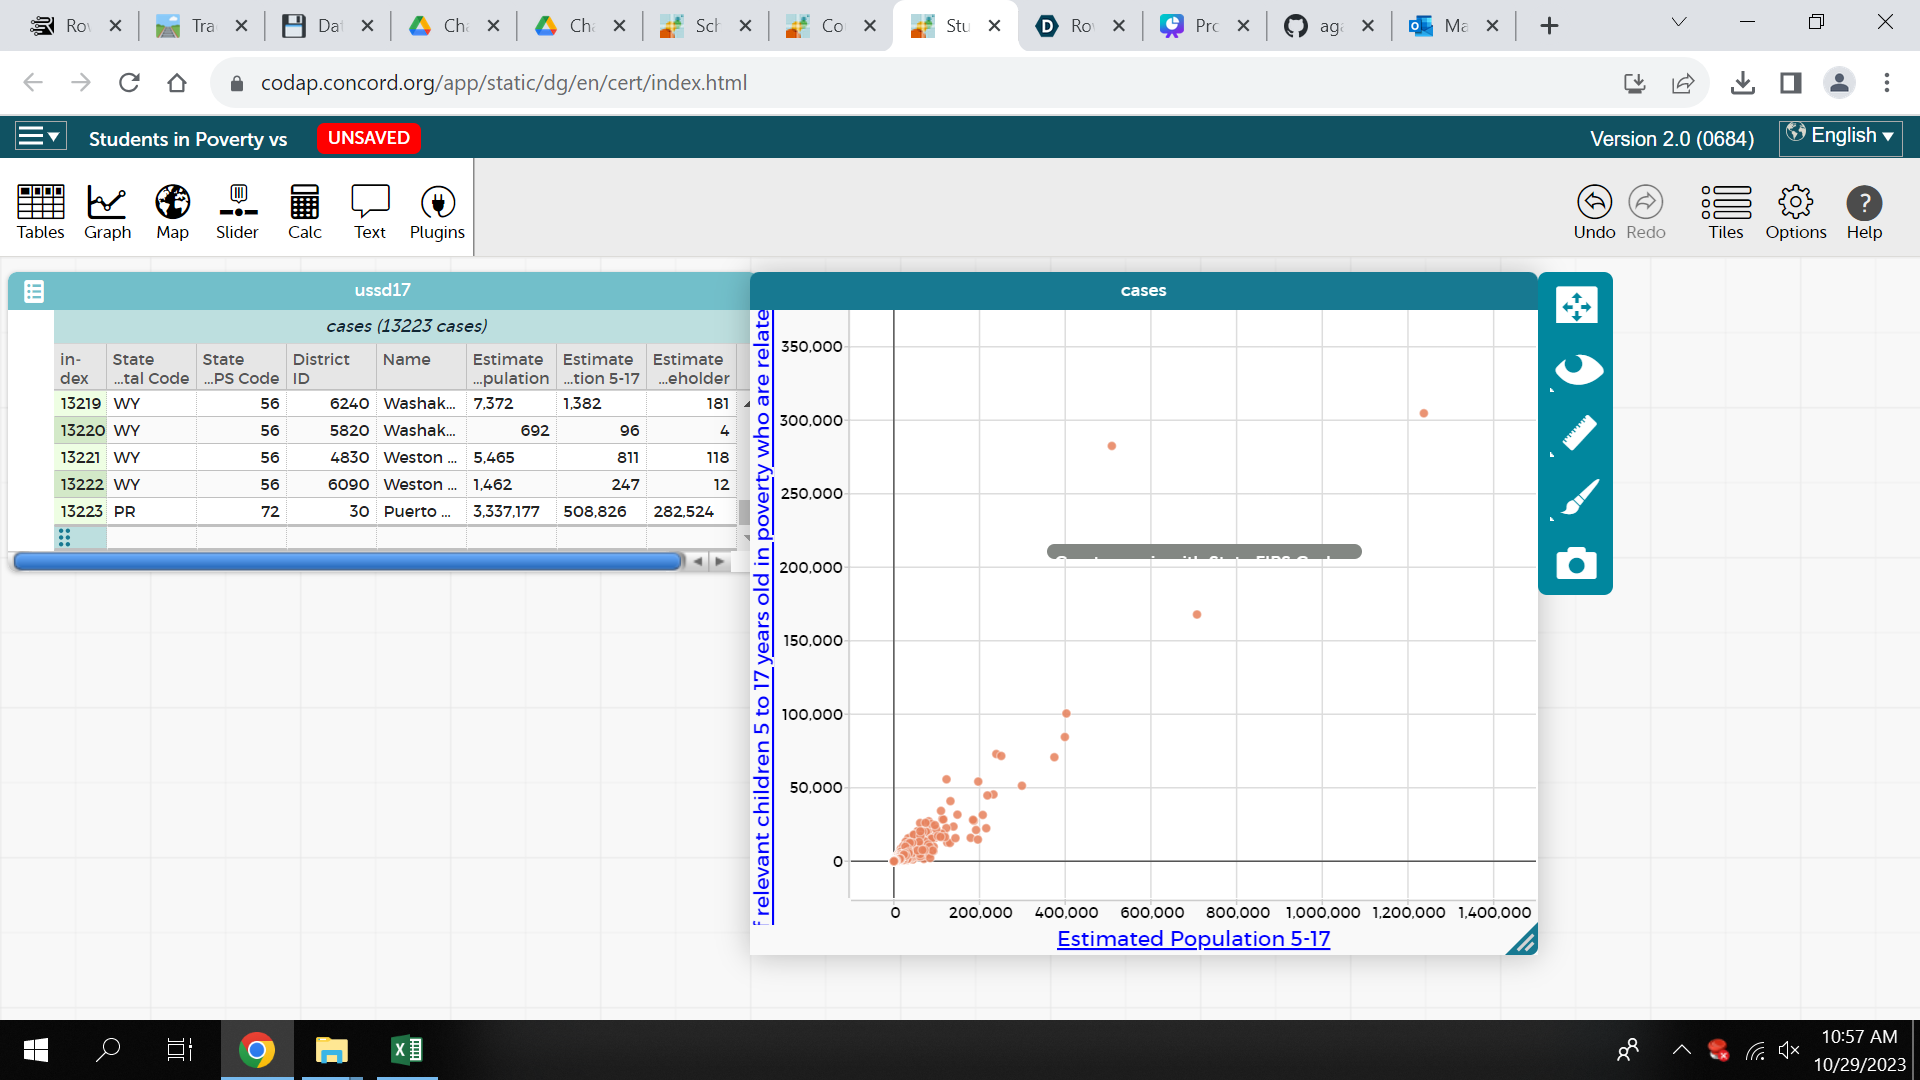 Ro
Tra
Dat
Cha
Cha
Sch
Co
Stu
Ro
Prc
aga
Ma
codap.concord.org/app/static/dg/en/cert/index.html
Students in Poverty vs
UNSAVED
Version 2.0 (0684)
English
Tables
Graph
Map
Slider
Calc
Text
Plugins
Undo
Redo
Tiles
Options
Help
ussd17
cases (13223 cases)
in-
dex
State
...tal Code
State
...PS Code
District
ID
Name
Estimate
...pulation
Estimate
...tion 5-17
Estimate
...eholder
13219 WY 56 6240 Washak... 7,372 1,382 181
13220 WY 56 5820 Washak... 692 96 4
13221 WY 56 4830 Weston ... 5,465 811 118
13222 WY 56 6090 Weston ... 1,462 247 12
13223 PR 72 30 Puerto ... 3,337,177 508,826 282,524
cases
relevant children 5 to 17 years old in poverty who are relate
350,000
300,000
250,000
200,000
150,000
100,000
50,000
0
0 200,000 400,000 600,000 800,000 1,000,000 1,200,000 1,400,000
Estimated Population 5-17
10:57 AM
10/29/2023